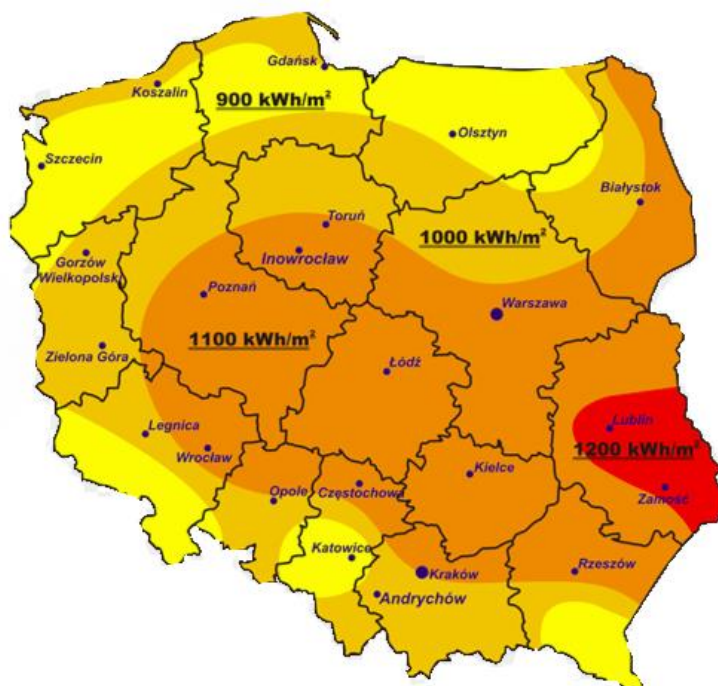 Gdańsk
Koszalin
900 kWh/m²
Olsztyn
Szczecin
Białystok
Toruń
1000 kWh/m²
Gorzów
Wielkopolski
Inowrocław
Poznań
Warszawa
1100 kWh/m²
Zielona Góra
Łódź
Legnica
Lublin
Wrocław
1200 kWh/m²
Kielce
Opole
Częstochowa
Zamość
Katowice
Kraków
Rzeszów
Andrychów